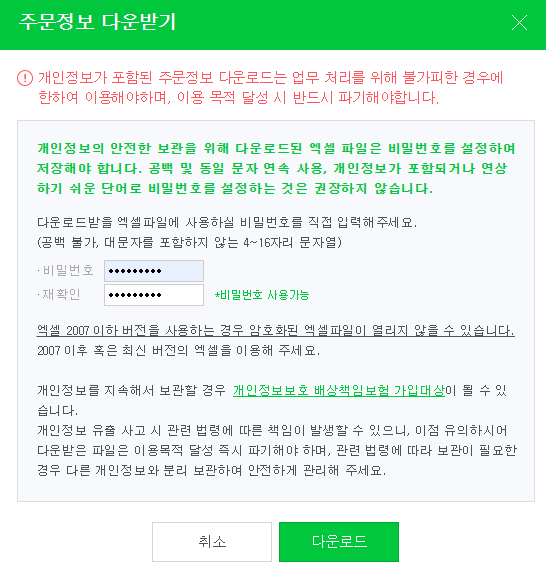 주문정보 다운받기
개인정보가 포함된 주문정보 다운로드는 업무 처리를 위해 불가피한 경우에
한하여 이용해야하며, 이용 목적 달성 시 반드시 파기해야합니다.
개인정보의 안전한 보관을 위해 다운로드된 엑셀 파일은 비밀번호를 설정하여
저장해야 합니다. 공백 및 동일 문자 연속 사용, 개인정보가 포함되거나 연상
하기 쉬운 단어로 비밀번호를 설정하는 것은 권장하지 않습니다.
다운로드받을 엑셀파일에 사용하실 비밀번호를 직접 입력해주세요.
(공백 불가, 대문자를 포함하지 않는 4~16자리 문자열)
· 비밀번호 •••••••••
· 재확인 ••••••••• *비밀번호 사용가능
엑셀 2007 이하 버전을 사용하는 경우 암호화된 엑셀파일이 열리지 않을 수 있습니다.
2007 이후 혹은 최신 버전의 엑셀을 이용해 주세요.
개인정보를 지속해서 보관할 경우 개인정보보호 배상책임보험 가입대상이 될 수 있
습니다.
개인정보 유출 사고 시 관련 법령에 따른 책임이 발생할 수 있으니, 이점 유의하시어
다운받은 파일은 이용목적 달성 즉시 파기해야 하며, 관련 법령에 따라 보관이 필요한
경우 다른 개인정보와 분리 보관하여 안전하게 관리해 주세요.
취소
다운로드